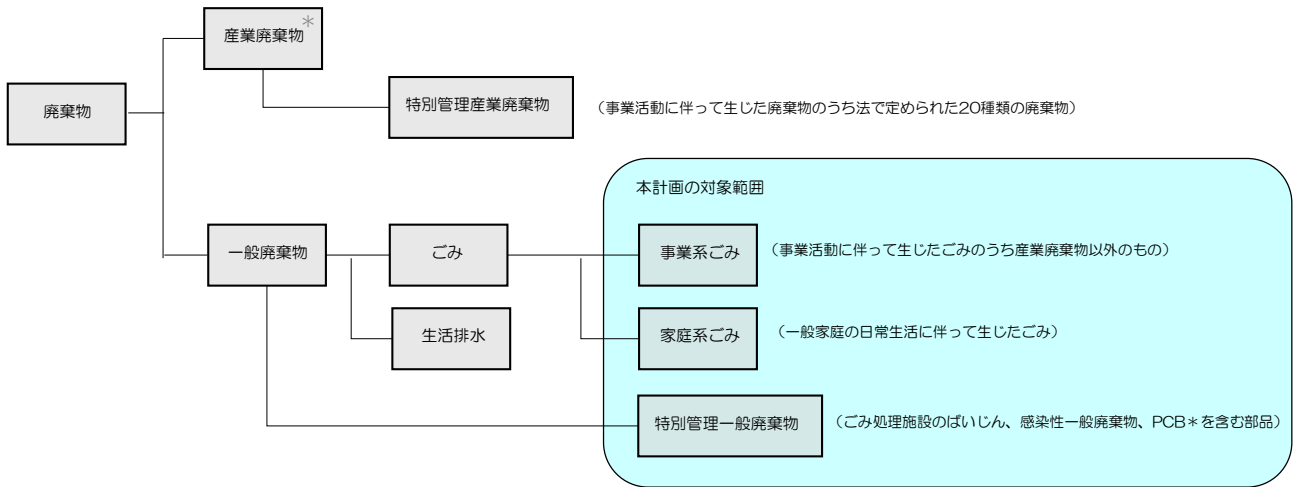 産業廃棄物*
廃棄物
特別管理産業廃棄物
（事業活動に伴って生じた廃棄物のうち法で定められた20種類の廃棄物）
本計画の対象範囲
一般廃棄物
ごみ
事業系ごみ
（事業活動に伴って生じたごみのうち産業廃棄物以外のもの）
生活排水
家庭系ごみ
（一般家庭の日常生活に伴って生じたごみ）
特別管理一般廃棄物
（ごみ処理施設のばいじん、感染性一般廃棄物、PCB＊を含む部品）